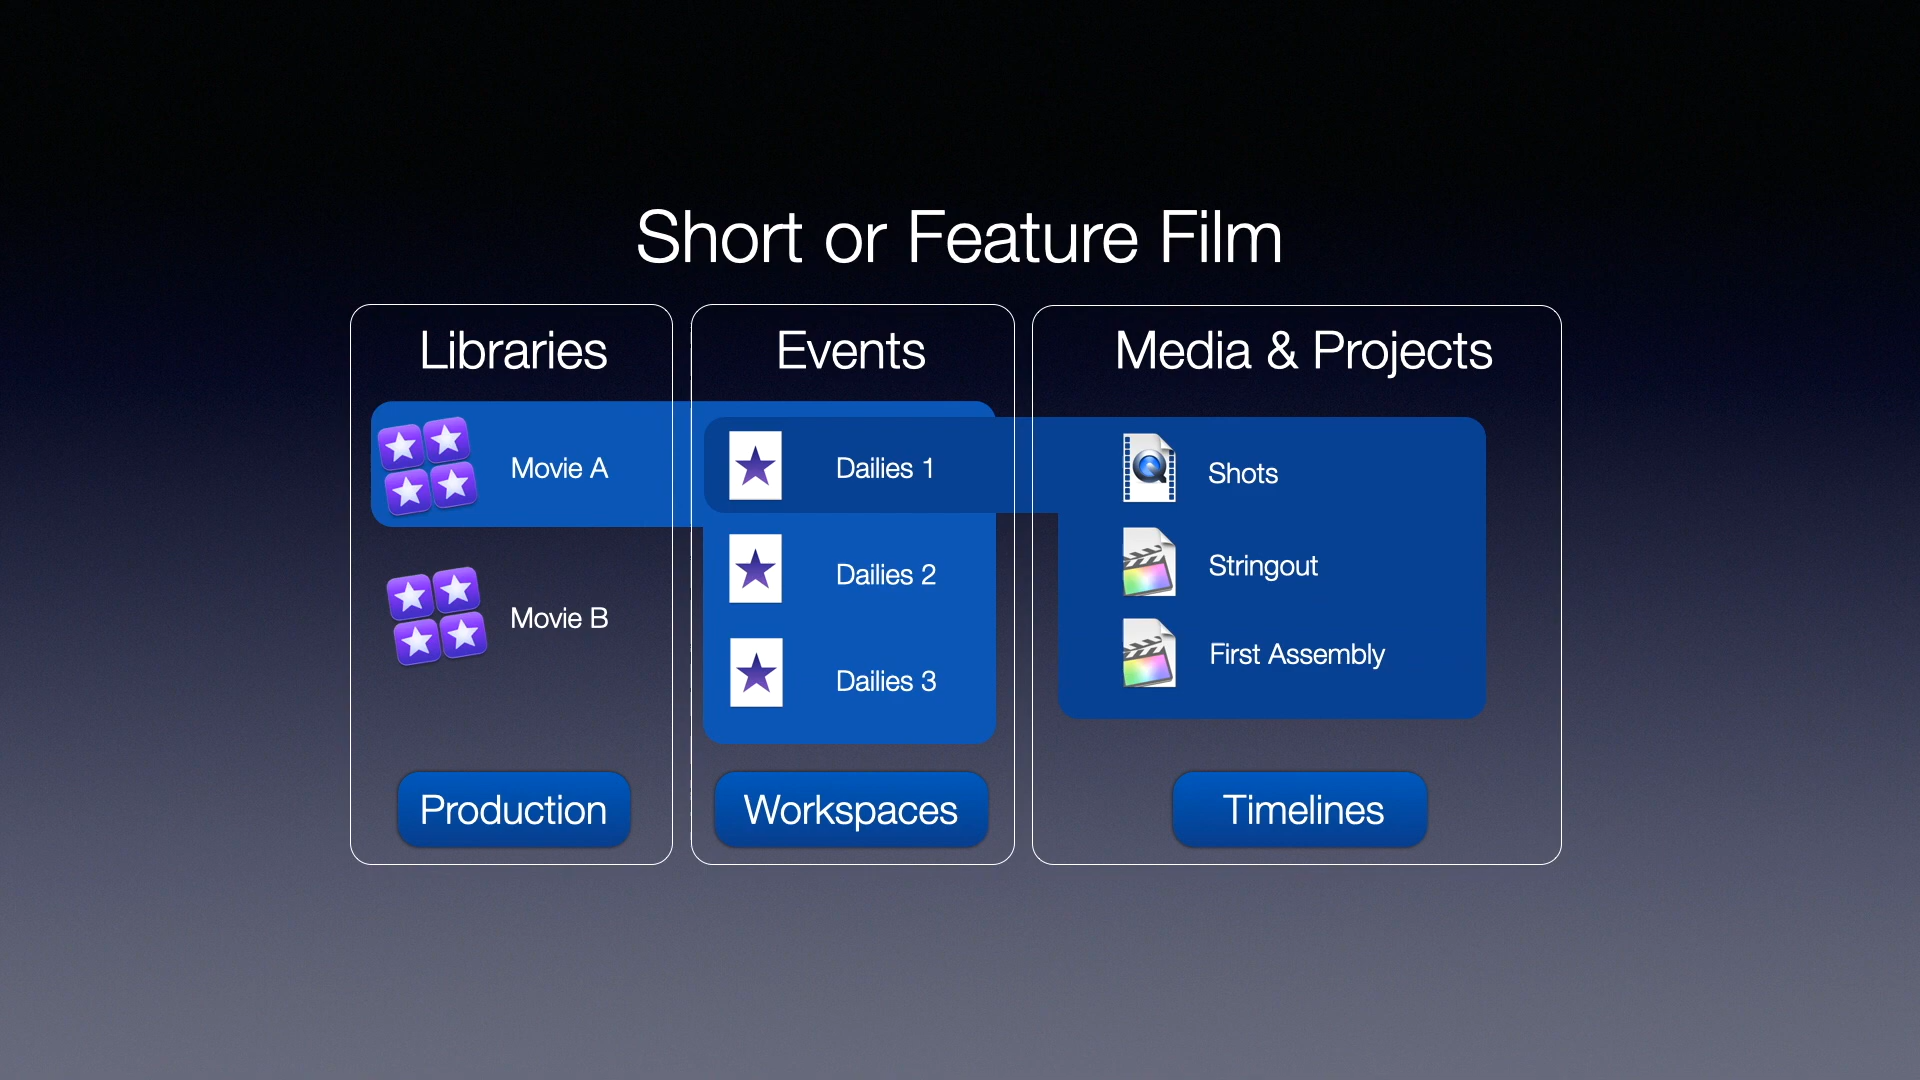 Short or Feature Film
Libraries
Movie A
Movie B
Production
Events
Dailies 1
Dailies 2
Dailies 3
Workspaces
Media & Projects
Shots
Stringout
First Assembly
Timelines